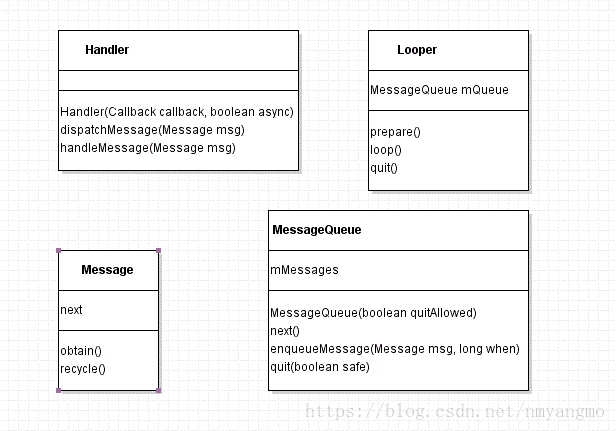 Handler
Handler(Callback callback, boolean async)
dispatchMessage(Message msg)
handleMessage(Message msg)
Looper
MessageQueue mQueue
prepare()
loop()
quit()
Message
next
obtain()
recycle()
MessageQueue
mMessages
MessageQueue(boolean quitAllowed)
next()
enqueueMessage(Message msg, long when)
quit(boolean safe)
https://blog.csdn.net/nmyangmo